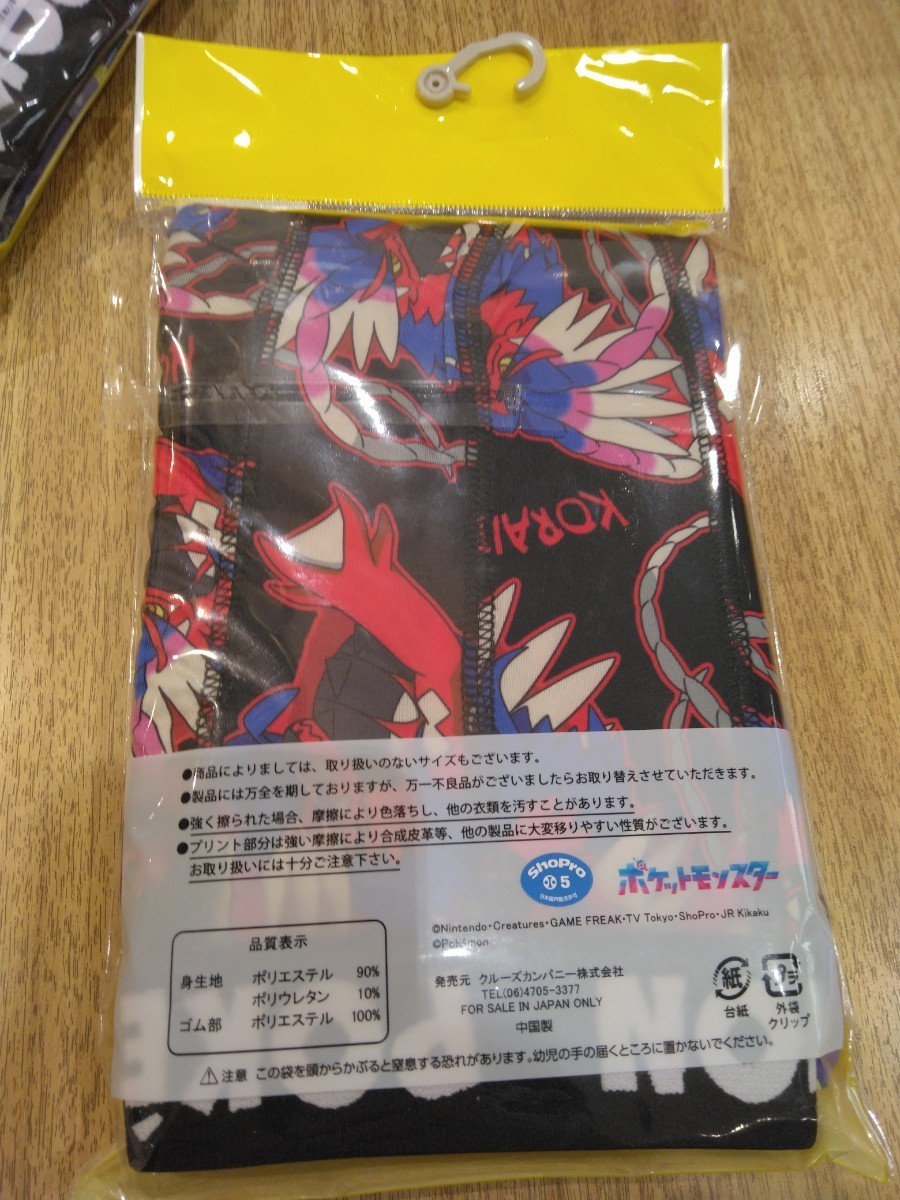 KORAI
●商品によりましては、取り扱いのないサイズもございます。
●製品には万全を期しておりますが、万一不良品がございましたらお取り替えさせていただきます。
●強く擦られた場合、摩擦により色落ちし、他の衣類を汚すことがあります。
●プリント部分は強い摩擦により合成皮革等、他の製品に大変移りやすい性質がございます。
お取り扱いには十分ご注意下さい。
ShoPro
5
ポケットモンスター
©Nintendo・Creatures・GAME FREAK・TV Tokyo・ShoPro・JR Kikaku
©Pokémon
品質表示
身生地 ポリエステル 90%
ポリウレタン 10%
ゴム部 ポリエステル 100%
発売元 クルーズカンパニー株式会社
TEL(06)4705-3377
FOR SALE IN JAPAN ONLY
中国製
紙
台紙
プラ
外袋
クリップ
⚠注意 この袋を頭からかぶると窒息する恐れがあります。幼児の手の届くところに置かないでください。